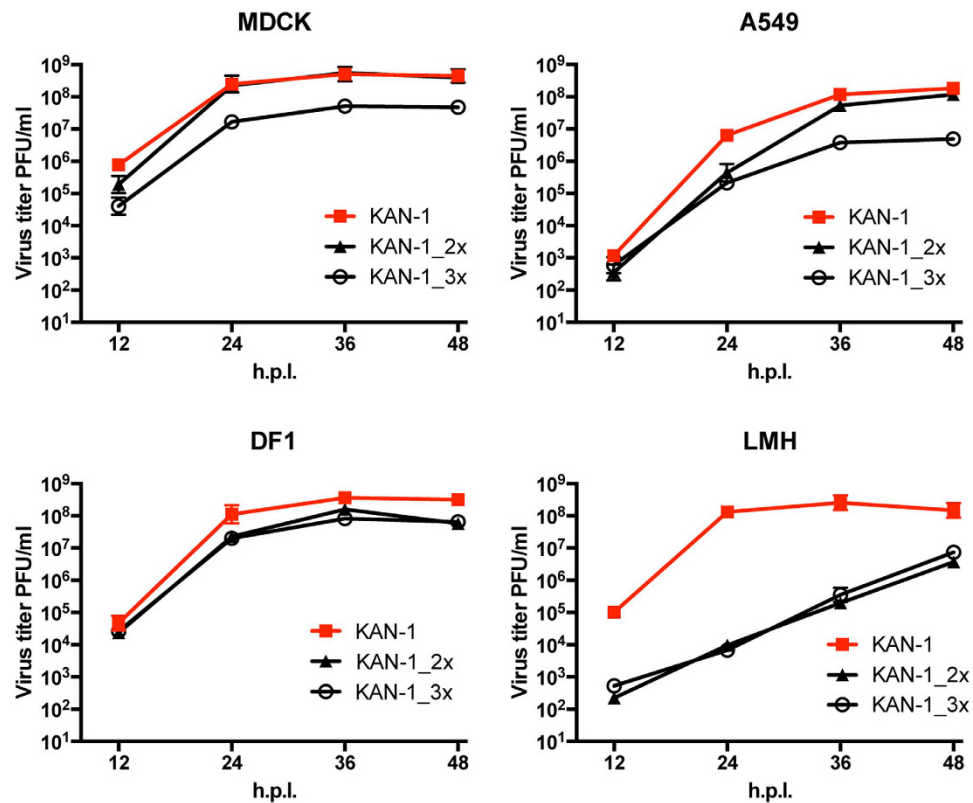 MDCK
Virus titer PFU/ml
10⁹
10⁸
10⁷
10⁶
10⁵
10⁴
10³
10²
10¹
KAN-1
KAN-1_2x
KAN-1_3x
12 24 36 48
h.p.I.
A549
Virus titer PFU/ml
10⁹
10⁸
10⁷
10⁶
10⁵
10⁴
10³
10²
10¹
KAN-1
KAN-1_2x
KAN-1_3x
12 24 36 48
h.p.I.
DF1
Virus titer PFU/ml
10⁹
10⁸
10⁷
10⁶
10⁵
10⁴
10³
10²
10¹
KAN-1
KAN-1_2x
KAN-1_3x
12 24 36 48
h.p.I.
LMH
Virus titer PFU/ml
10⁹
10⁸
10⁷
10⁶
10⁵
10⁴
10³
10²
10¹
KAN-1
KAN-1_2x
KAN-1_3x
12 24 36 48
h.p.I.